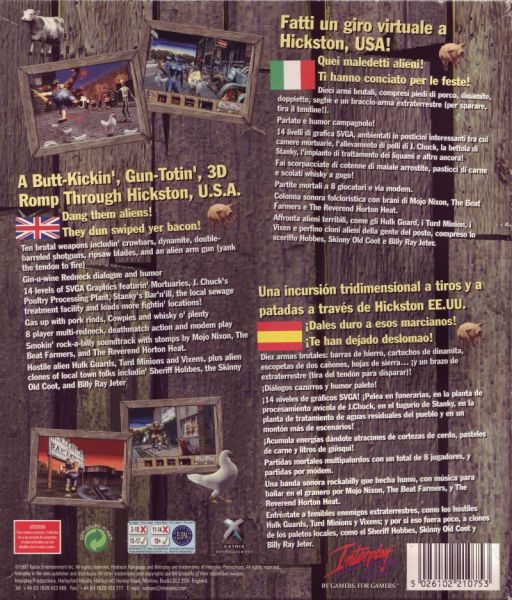 A Butt-Kickin', Gun-Totin', 3D
Romp Through Hickston, U.S.A.
Dang them aliens!
They dun swiped yer bacon!
Ten brutal weapons includin' crowbars, dynamite, double-
barreled shotguns, ripsaw blades, and an alien arm gun (yank
the tendon to fire)
Gin-u-wine Redneck dialogue and humor
14 levels of SVGA Graphics featurin' Mortuaries, J. Chuck's
Poultry Processing Plant, Stanky's Bar'n'ill, the local sewage
treatment facility and loads more fightin' locations!
Gas up with pork rinds, Cowpies and whisky o' plenty
8 player multi-redneck, deathmatch action and modem play
Smokin' rock-a-billy soundtrack with stomps by Mojo Nixon, The
Beat Farmers, and The Reverend Horton Heat.
Hostile alien Hulk Guards, Turd Minions and Vixens, plus alien
clones of local town folks includin' Sheriff Hobbes, the Skinny
Old Coot, and Billy Ray Jeter.
Fatti un giro virtuale a
Hickston, USA!
Quei maledetti alieni!
Ti hanno conciato per le feste!
Dieci armi brutali, compresi piedi di porco, dinamite,
doppiette, seghe e un braccio-arma extraterrestre (per sparare,
tira il tendine!).
Parlato e humor campagnolo!
14 livelli di grafica SVGA, ambientati in posticini interessanti tra cui
camere mortuarie, l'allevamento di polli di J. Chuck, la bettola di
Stanky, l'impianto di trattamento dei liquami e altro ancora!
Fai scorpacciate di cotenne di maiale arrostite, pasticci di carne
e scolati whisky a gogo!
Partite mortali a 8 giocatori e via modem.
Colonna sonora folcloristica con brani di Mojo Nixon, The Beat
Farmers e The Reverend Horton Heat.
Affronta alieni terribili, come gli Hulk Guard, i Turd Minion, i
Vixen e perfino cloni alieni della gente del posto, compreso lo
sceriffo Hobbes, Skinny Old Coot e Billy Ray Jeter.
Una incursión tridimensional a tiros y a
patadas a través de Hickston EE.UU.
¡Dales duro a esos marcianos!
¡Te han dejado deslomao!
Diez armas brutales: barras de hierro, cartuchos de dinamita,
escopetas de dos cañones, hojas de sierra... ¡y un brazo de
extraterrestre (tira del tendón para disparar)!
¡Diálogos cazurros y humor paleto!
¡14 niveles de gráficos SVGA! ¡Pelea en funerarias, en la planta de
procesamiento avícola de J.Chuck, en el tugurio de Stanky, en la
planta de tratamiento de aguas residuales del pueblo y en un
montón más de escenarios!
¡Acumula energías dándote atracones de cortezas de cerdo, pasteles
de carne y litros de güisqui!
Partidas mortales multipalurdos con un total de 8 jugadores, y
partidas por módem.
Una banda sonora rockabilly que hecha humo, con música para
bailar en el granero por Mojo Nixon, The Beat Farmers, y The
Reverend Horton Heat.
Enfréntate a temibles enemigos extraterrestres, como los hostiles
Hulk Guards, Turd Minions y Vixens; y por si eso fuera poco, a clones
de los paletos locales, como el Sheriff Hobbes, Skinny Old Coot y
Billy Ray Jeter.
ATTENTION!
3-10
11-14
15-17
18+
ELSPA
XATRIX
ENTERTAINMENT
Interplay
BY GAMERS. FOR GAMERS.™
5 026102 210753
©1997 Xatrix Entertainment Inc.